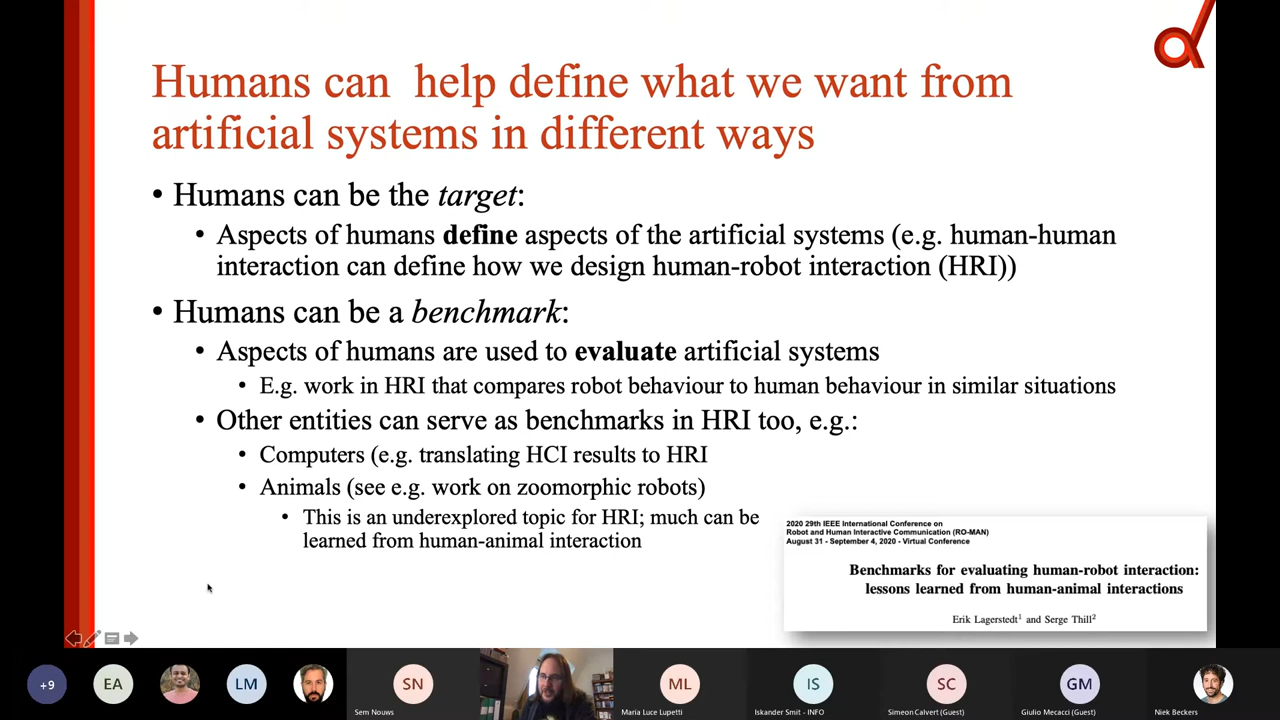 Humans can help define what we want from
artificial systems in different ways
• Humans can be the target:
• Aspects of humans define aspects of the artificial systems (e.g. human-human
interaction can define how we design human-robot interaction (HRI))
• Humans can be a benchmark:
• Aspects of humans are used to evaluate artificial systems
• E.g. work in HRI that compares robot behaviour to human behaviour in similar situations
• Other entities can serve as benchmarks in HRI too, e.g.:
• Computers (e.g. translating HCI results to HRI
• Animals (see e.g. work on zoomorphic robots)
• This is an underexplored topic for HRI; much can be
learned from human-animal interaction
2020 29th IEEE International Conference on
Robot and Human Interactive Communication (RO-MAN)
August 31 - September 4, 2020 - Virtual Conference
Benchmarks for evaluating human-robot interaction:
lessons learned from human-animal interactions
Erik Lagerstedt¹ and Serge Thill²
+9
EA
LM
SN
ML
IS
SC
GM
Sem Nouws
Maria Luce Lupetti
Iskander Smit - INFO
Simeon Calvert (Guest)
Giulio Mecacci (Guest)
Niek Beckers